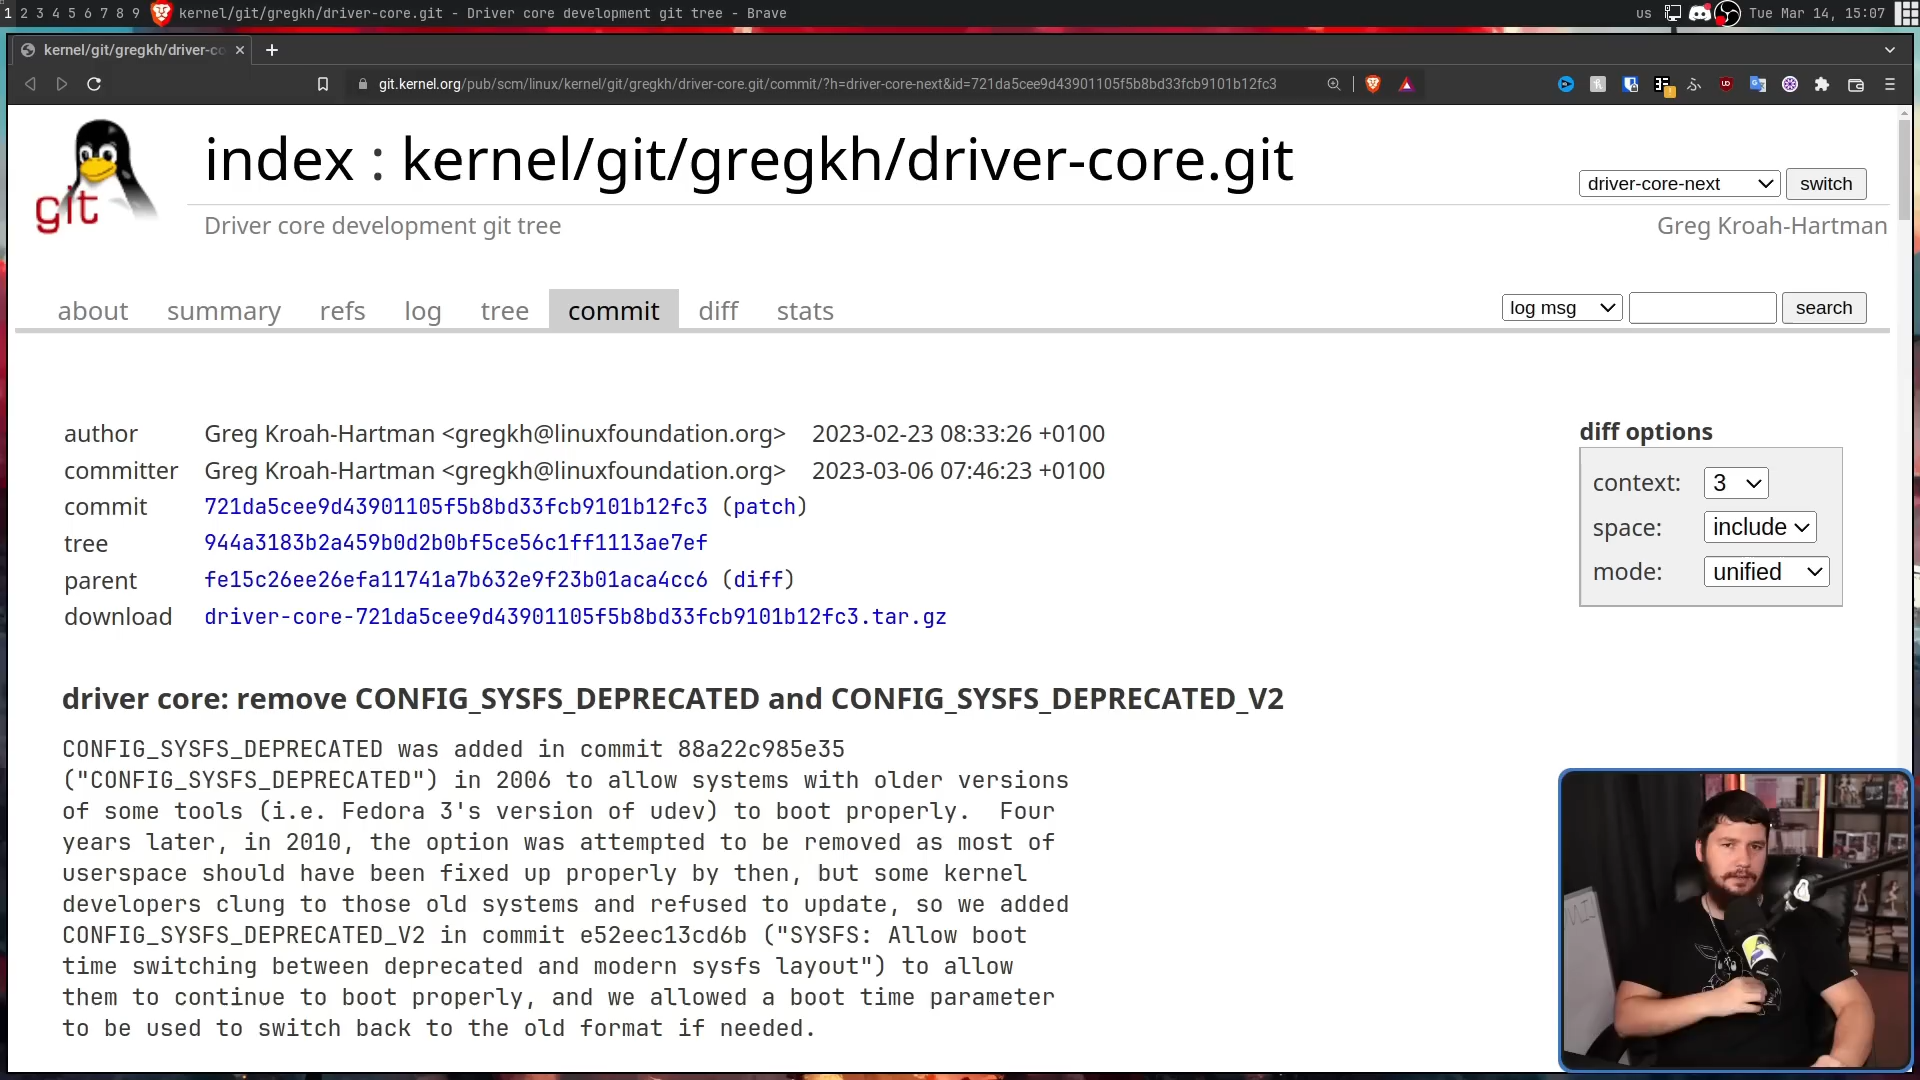 1 2 3 4 5 6 7 8 9 kernel/git/gregkh/driver-core.git - Driver core development git tree - Brave us Tue Mar 14, 15:07
kernel/git/gregkh/driver-co
git.kernel.org/pub/scm/linux/kernel/git/gregkh/driver-core.git/commit/?h=driver-core-next&id=721da5cee9d43901105f5b8bd33fcb9101b12fc3
git
index : kernel/git/gregkh/driver-core.git
driver-core-next switch
Driver core development git tree Greg Kroah-Hartman
about summary refs log tree commit diff stats log msg search
author Greg Kroah-Hartman <gregkh@linuxfoundation.org> 2023-02-23 08:33:26 +0100
committer Greg Kroah-Hartman <gregkh@linuxfoundation.org> 2023-03-06 07:46:23 +0100
commit 721da5cee9d43901105f5b8bd33fcb9101b12fc3 (patch)
tree 944a3183b2a459b0d2b0bf5ce56c1ff1113ae7ef
parent fe15c26ee26efa11741a7b632e9f23b01aca4cc6 (diff)
download driver-core-721da5cee9d43901105f5b8bd33fcb9101b12fc3.tar.gz
diff options
context: 3
space: include
mode: unified
driver core: remove CONFIG_SYSFS_DEPRECATED and CONFIG_SYSFS_DEPRECATED_V2
CONFIG_SYSFS_DEPRECATED was added in commit 88a22c985e35
("CONFIG_SYSFS_DEPRECATED") in 2006 to allow systems with older versions
of some tools (i.e. Fedora 3's version of udev) to boot properly. Four
years later, in 2010, the option was attempted to be removed as most of
userspace should have been fixed up properly by then, but some kernel
developers clung to those old systems and refused to update, so we added
CONFIG_SYSFS_DEPRECATED_V2 in commit e52eec13cd6b ("SYSFS: Allow boot
time switching between deprecated and modern sysfs layout") to allow
them to continue to boot properly, and we allowed a boot time parameter
to be used to switch back to the old format if needed.